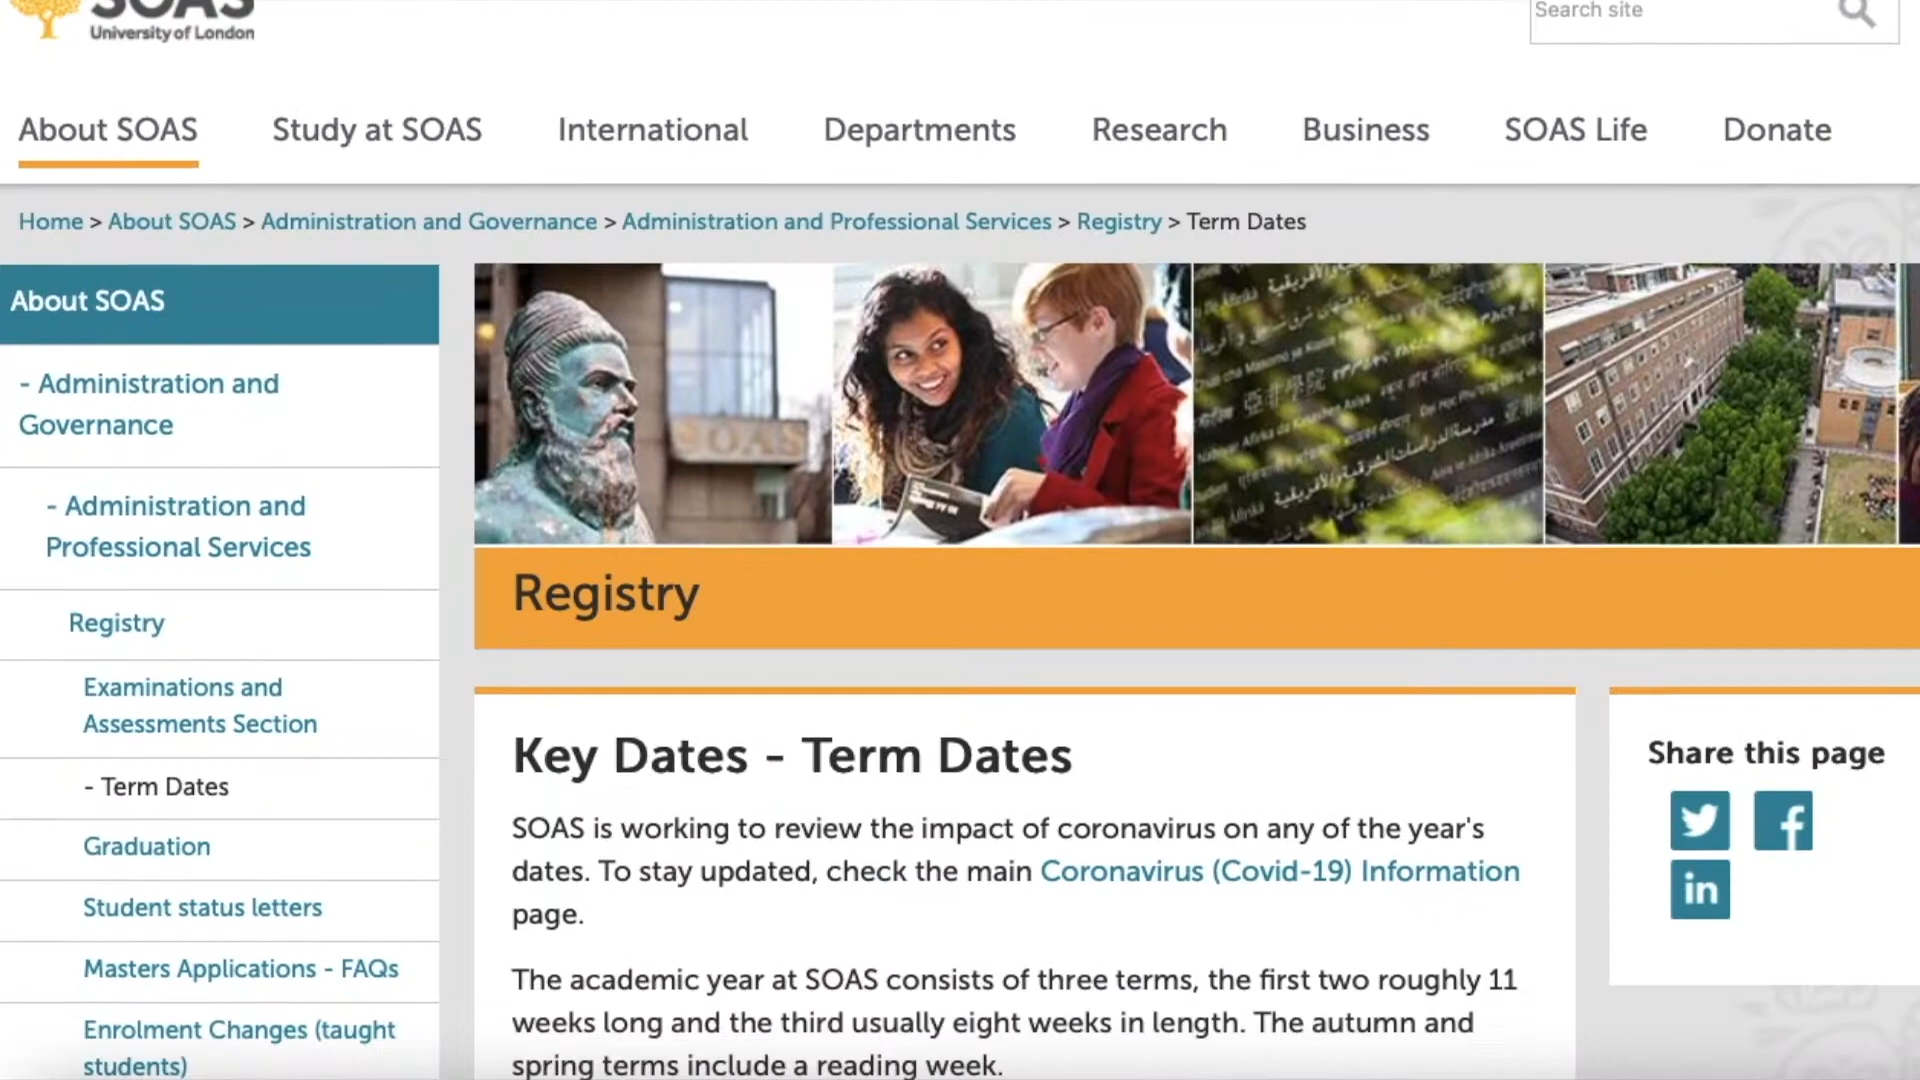 SOAS
University of London
Search site
About SOAS
Study at SOAS
International
Departments
Research
Business
SOAS Life
Donate
Home > About SOAS > Administration and Governance > Administration and Professional Services > Registry > Term Dates
About SOAS
- Administration and
Governance
- Administration and
Professional Services
Registry
Examinations and
Assessments Section
- Term Dates
Graduation
Student status letters
Masters Applications - FAQs
Enrolment Changes (taught
students)
SOAS
Registry
Key Dates - Term Dates
SOAS is working to review the impact of coronavirus on any of the year's
dates. To stay updated, check the main Coronavirus (Covid-19) Information
page.
The academic year at SOAS consists of three terms, the first two roughly 11
weeks long and the third usually eight weeks in length. The autumn and
spring terms include a reading week.
Share this page